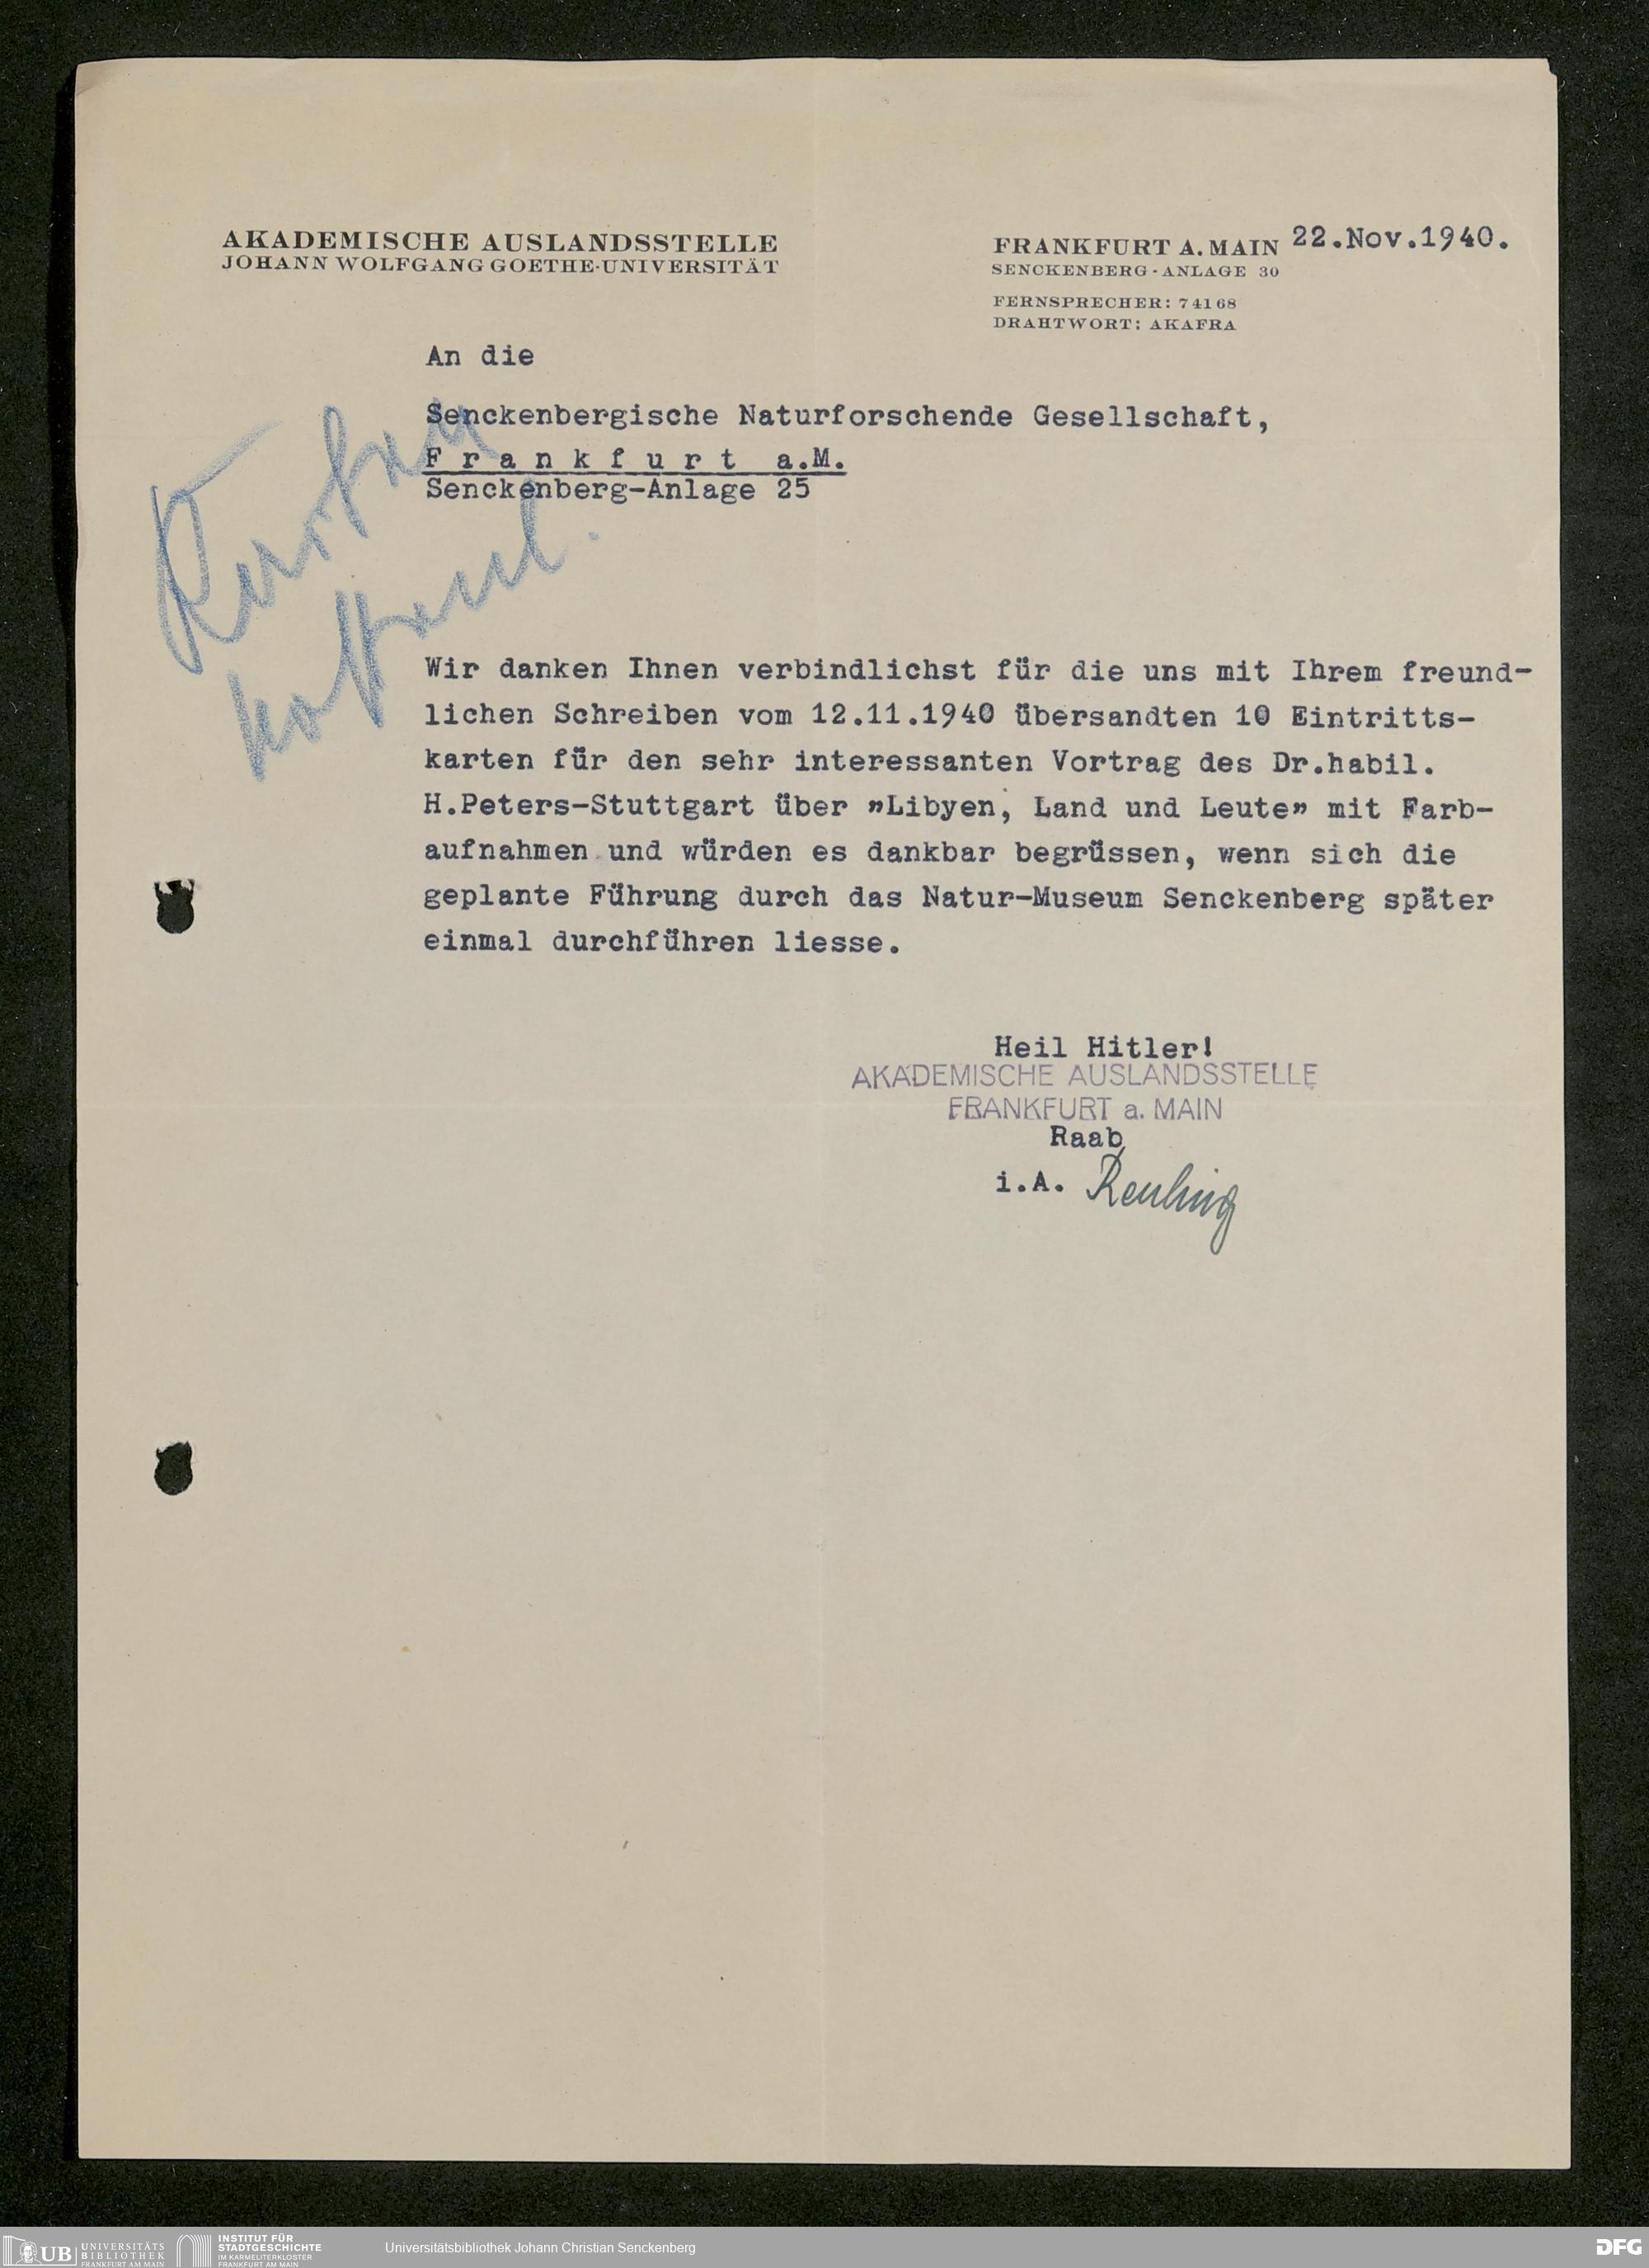 AKADEMISCHE AUSLANDSSTELLE
JOHANN WOLFGANG GOETHE-UNIVERSITÄT
FRANKFURT A. MAIN 22.Nov.1940.
SENCKENBERG-ANLAGE 30
FERNSPRECHER: 74168
DRAHTWORT: AKAFRA
An die
Senckenbergische Naturforschende Gesellschaft,
F r a n k f u r t a.M.
Senckenberg-Anlage 25
Wir danken Ihnen verbindlichst für die uns mit Ihrem freund-
lichen Schreiben vom 12.11.1940 übersandten 10 Eintritts-
karten für den sehr interessanten Vortrag des Dr.habil.
H.Peters-Stuttgart über "Libyen, Land und Leute" mit Farb-
aufnahmen und würden es dankbar begrüssen, wenn sich die
geplante Führung durch das Natur-Museum Senckenberg später
einmal durchführen liesse.
Heil Hitler!
AKADEMISCHE AUSLANDSSTELLE
FRANKFURT a. MAIN
Raab
i.A. Reuling
UB UNIVERSITÄTS
BIBLIOTHEK
FRANKFURT AM MAIN
INSTITUT FÜR
STADTGESCHICHTE
IM KARMELITERKLOSTER
FRANKFURT AM MAIN
Universitätsbibliothek Johann Christian Senckenberg
DFG